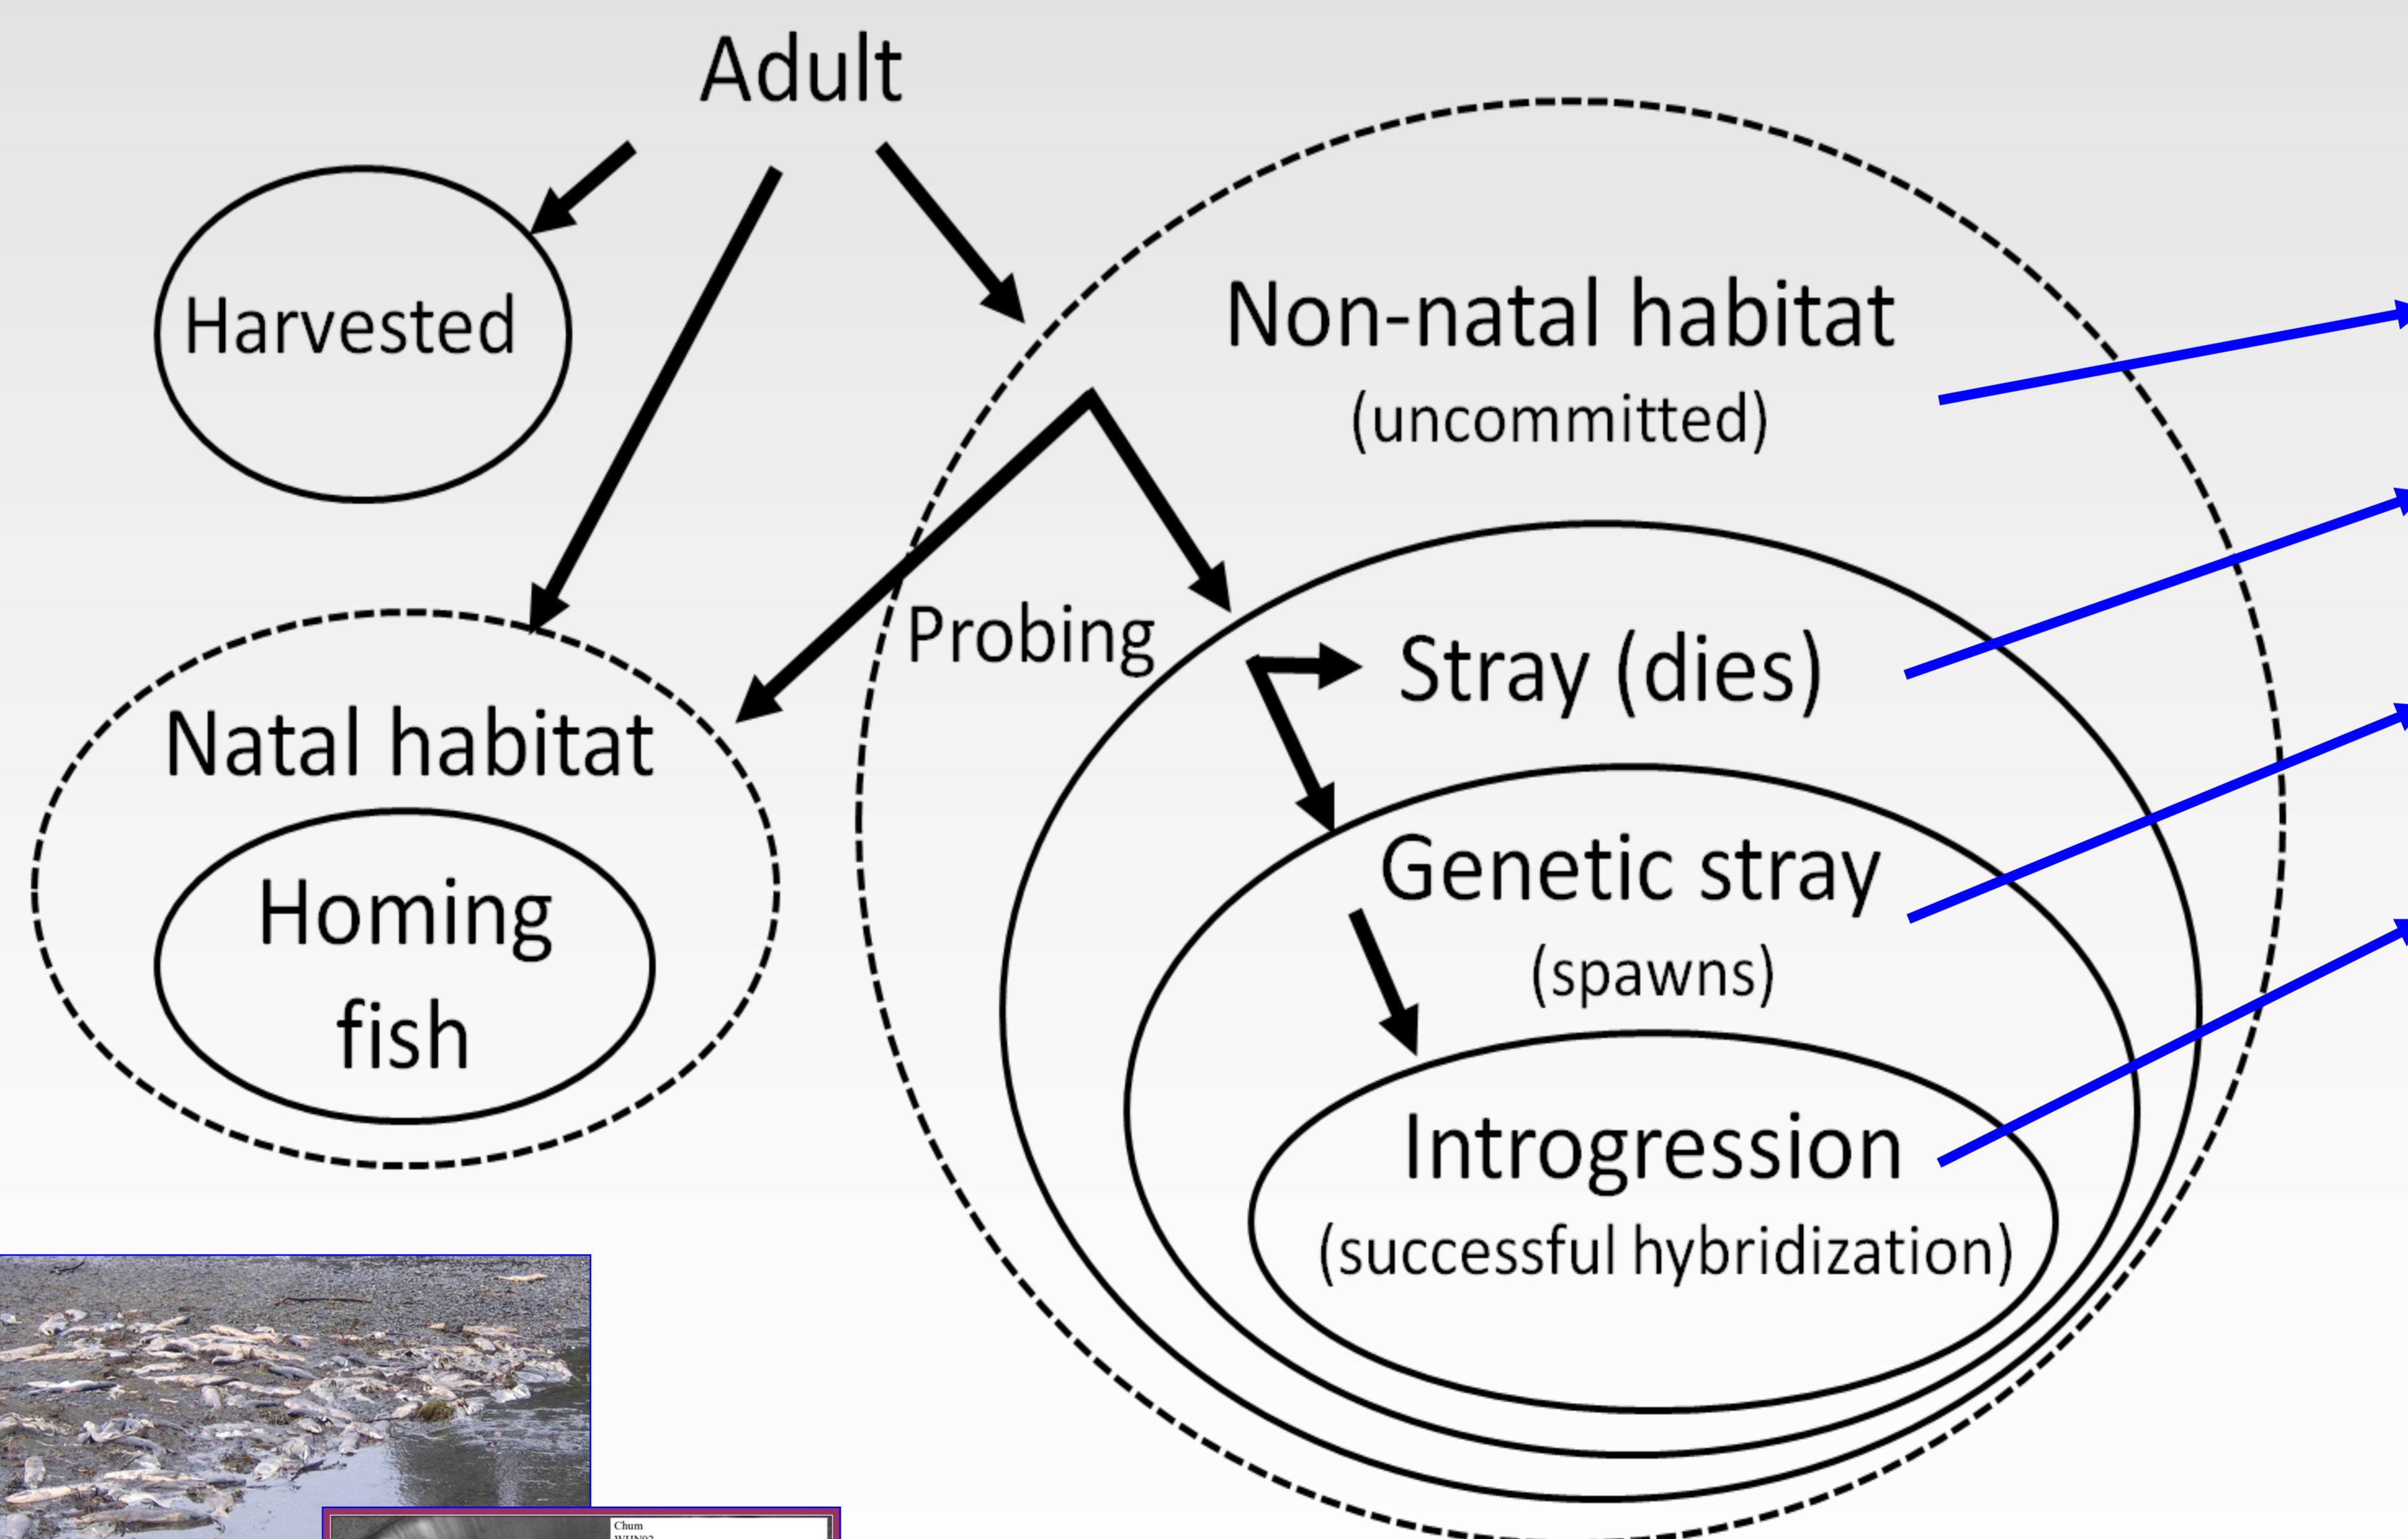 Adult
Harvested
Non-natal habitat
(uncommitted)
Probing
Stray (dies)
Natal habitat
Homing
fish
Genetic stray
(spawns)
Introgression
(successful hybridization)
Chum